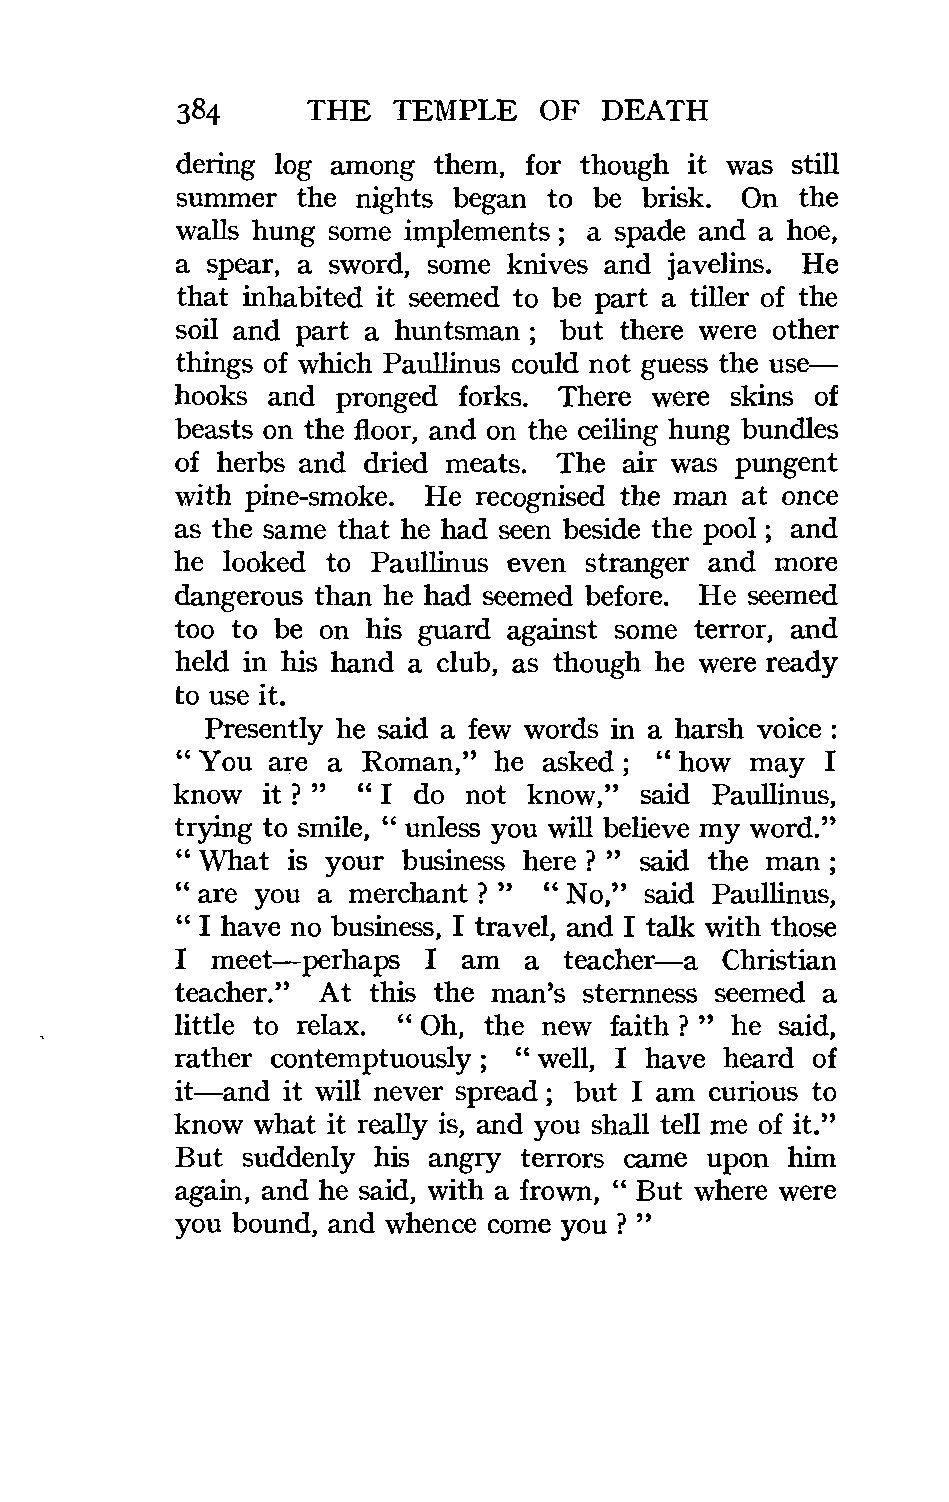 384 THE TEMPLE OF DEATH
dering log among them, for though it was still
summer the nights began to be brisk. On the
walls hung some implements ; a spade and a hoe,
a spear, a sword, some knives and javelins. He
that inhabited it seemed to be part a tiller of the
soil and part a huntsman ; but there were other
things of which Paullinus could not guess the use—
hooks and pronged forks. There were skins of
beasts on the floor, and on the ceiling hung bundles
of herbs and dried meats. The air was pungent
with pine-smoke. He recognised the man at once
as the same that he had seen beside the pool ; and
he looked to Paullinus even stranger and more
dangerous than he had seemed before. He seemed
too to be on his guard against some terror, and
held in his hand a club, as though he were ready
to use it.
Presently he said a few words in a harsh voice :
“ You are a Roman,” he asked ; “ how may I
know it ? ” “ I do not know,” said Paullinus,
trying to smile, “ unless you will believe my word.”
“ What is your business here ? ” said the man ;
“ are you a merchant ? ” “ No,” said Paullinus,
“ I have no business, I travel, and I talk with those
I meet—perhaps I am a teacher—a Christian
teacher.” At this the man’s sternness seemed a
little to relax. “ Oh, the new faith ? ” he said,
rather contemptuously ; “ well, I have heard of
it—and it will never spread ; but I am curious to
know what it really is, and you shall tell me of it.”
But suddenly his angry terrors came upon him
again, and he said, with a frown, “ But where were
you bound, and whence come you ? ”